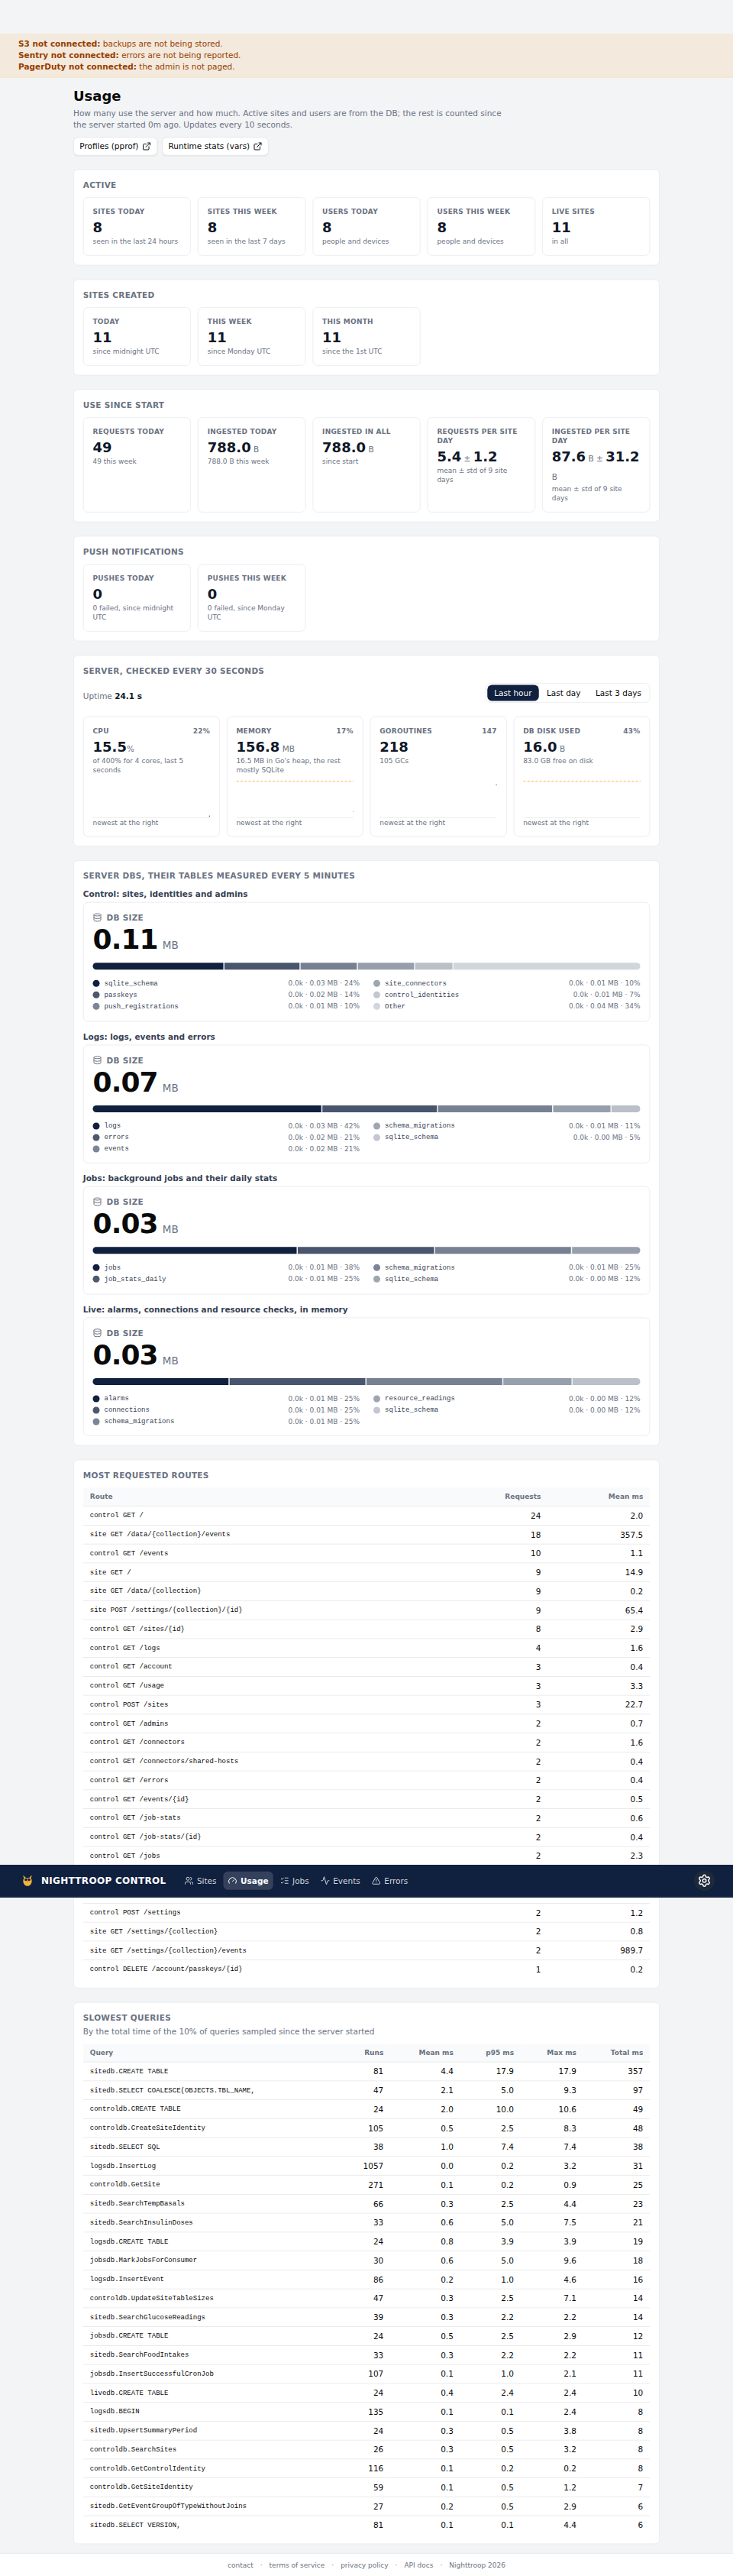 S3 not connected: backups are not being stored.
Sentry not connected: errors are not being reported.
PagerDuty not connected: the admin is not paged.
Usage
How many use the server and how much. Active sites and users are from the DB; the rest is counted since
the server started 0m ago. Updates every 10 seconds.
Profiles (pprof) Runtime stats (vars)
ACTIVE
SITES TODAY SITES THIS WEEK USERS TODAY USERS THIS WEEK LIVE SITES
8 8 8 8 11
seen in the last 24 hours seen in the last 7 days people and devices people and devices in all
SITES CREATED
TODAY THIS WEEK THIS MONTH
11 11 11
since midnight UTC since Monday UTC since the 1st UTC
USE SINCE START
REQUESTS TODAY
49
49 this week
INGESTED TODAY
788.0 B
788.0 B this week
INGESTED IN ALL
788.0 B
since start
REQUESTS PER SITE
DAY
5.4 ± 1.2
mean ± std of 9 site
days
INGESTED PER SITE
DAY
87.6 B ± 31.2
B
mean ± std of 9 site
days
PUSH NOTIFICATIONS
PUSHES TODAY
0
0 failed, since midnight
UTC
PUSHES THIS WEEK
0
0 failed, since Monday
UTC
SERVER, CHECKED EVERY 30 SECONDS
Uptime 24.1 s Last hour Last day Last 3 days
CPU 22%
15.5%
of 400% for 4 cores, last 5
seconds
newest at the right
MEMORY 17%
156.8 MB
16.5 MB in Go's heap, the rest
mostly SQLite
newest at the right
GOROUTINES 147
218
105 GCs
newest at the right
DB DISK USED 43%
16.0 B
83.0 GB free on disk
newest at the right
SERVER DBS, THEIR TABLES MEASURED EVERY 5 MINUTES
Control: sites, identities and admins
DB SIZE
0.11 MB
sqlite_schema 0.0k · 0.03 MB · 24% site_connectors 0.0k · 0.01 MB · 10%
passkeys 0.0k · 0.02 MB · 14% control_identities 0.0k · 0.01 MB · 7%
push_registrations 0.0k · 0.01 MB · 10% Other 0.0k · 0.04 MB · 34%
Logs: logs, events and errors
DB SIZE
0.07 MB
logs 0.0k · 0.03 MB · 42% schema_migrations 0.0k · 0.01 MB · 11%
errors 0.0k · 0.02 MB · 21% sqlite_schema 0.0k · 0.00 MB · 5%
events 0.0k · 0.02 MB · 21%
Jobs: background jobs and their daily stats
DB SIZE
0.03 MB
jobs 0.0k · 0.01 MB · 38% schema_migrations 0.0k · 0.01 MB · 25%
job_stats_daily 0.0k · 0.01 MB · 25% sqlite_schema 0.0k · 0.00 MB · 12%
Live: alarms, connections and resource checks, in memory
DB SIZE
0.03 MB
alarms 0.0k · 0.01 MB · 25% resource_readings 0.0k · 0.00 MB · 12%
connections 0.0k · 0.01 MB · 25% sqlite_schema 0.0k · 0.00 MB · 12%
schema_migrations 0.0k · 0.01 MB · 25%
MOST REQUESTED ROUTES
Route Requests Mean ms
control GET / 24 2.0
site GET /data/{collection}/events 18 357.5
control GET /events 10 1.1
site GET / 9 14.9
site GET /data/{collection} 9 0.2
site POST /settings/{collection}/{id} 9 65.4
control GET /sites/{id} 8 2.9
control GET /logs 4 1.6
control GET /account 3 0.4
control GET /usage 3 3.3
control POST /sites 3 22.7
control GET /admins 2 0.7
control GET /connectors 2 1.6
control GET /connectors/shared-hosts 2 0.4
control GET /errors 2 0.4
control GET /events/{id} 2 0.5
control GET /job-stats 2 0.6
control GET /job-stats/{id} 2 0.4
control GET /jobs 2 2.3
NIGHTTROOP CONTROL Sites Usage Jobs Events Errors
control POST /settings 2 1.2
site GET /settings/{collection} 2 0.8
site GET /settings/{collection}/events 2 989.7
control DELETE /account/passkeys/{id} 1 0.2
SLOWEST QUERIES
By the total time of the 10% of queries sampled since the server started
Query Runs Mean ms p95 ms Max ms Total ms
sitedb.CREATE TABLE 81 4.4 17.9 17.9 357
sitedb.SELECT COALESCE(OBJECTS.TBL_NAME, 47 2.1 5.0 9.3 97
controldb.CREATE TABLE 24 2.0 10.0 10.6 49
controldb.CreateSiteIdentity 105 0.5 2.5 8.3 48
sitedb.SELECT SQL 38 1.0 7.4 7.4 38
logsdb.InsertLog 1057 0.0 0.2 3.2 31
controldb.GetSite 271 0.1 0.2 0.9 25
sitedb.SearchTempBasals 66 0.3 2.5 4.4 23
sitedb.SearchInsulinDoses 33 0.6 5.0 7.5 21
logsdb.CREATE TABLE 24 0.8 3.9 3.9 19
jobsdb.MarkJobsForConsumer 30 0.6 5.0 9.6 18
logsdb.InsertEvent 86 0.2 1.0 4.6 16
controldb.UpdateSiteTableSizes 47 0.3 2.5 7.1 14
sitedb.SearchGlucoseReadings 39 0.3 2.2 2.2 14
jobsdb.CREATE TABLE 24 0.5 2.5 2.9 12
sitedb.SearchFoodIntakes 33 0.3 2.2 2.2 11
jobsdb.InsertSuccessfulCronJob 107 0.1 1.0 2.1 11
livedb.CREATE TABLE 24 0.4 2.4 2.4 10
logsdb.BEGIN 135 0.1 0.1 2.4 8
sitedb.UpsertSummaryPeriod 24 0.3 0.5 3.8 8
controldb.SearchSites 26 0.3 0.5 3.2 8
controldb.GetControlIdentity 116 0.1 0.2 0.2 8
controldb.GetSiteIdentity 59 0.1 0.5 1.2 7
sitedb.GetEventGroupOfTypeWithoutJoins 27 0.2 0.5 2.9 6
sitedb.SELECT VERSION, 81 0.1 0.1 4.4 6
contact · terms of service · privacy policy · API docs · Nighttroop 2026